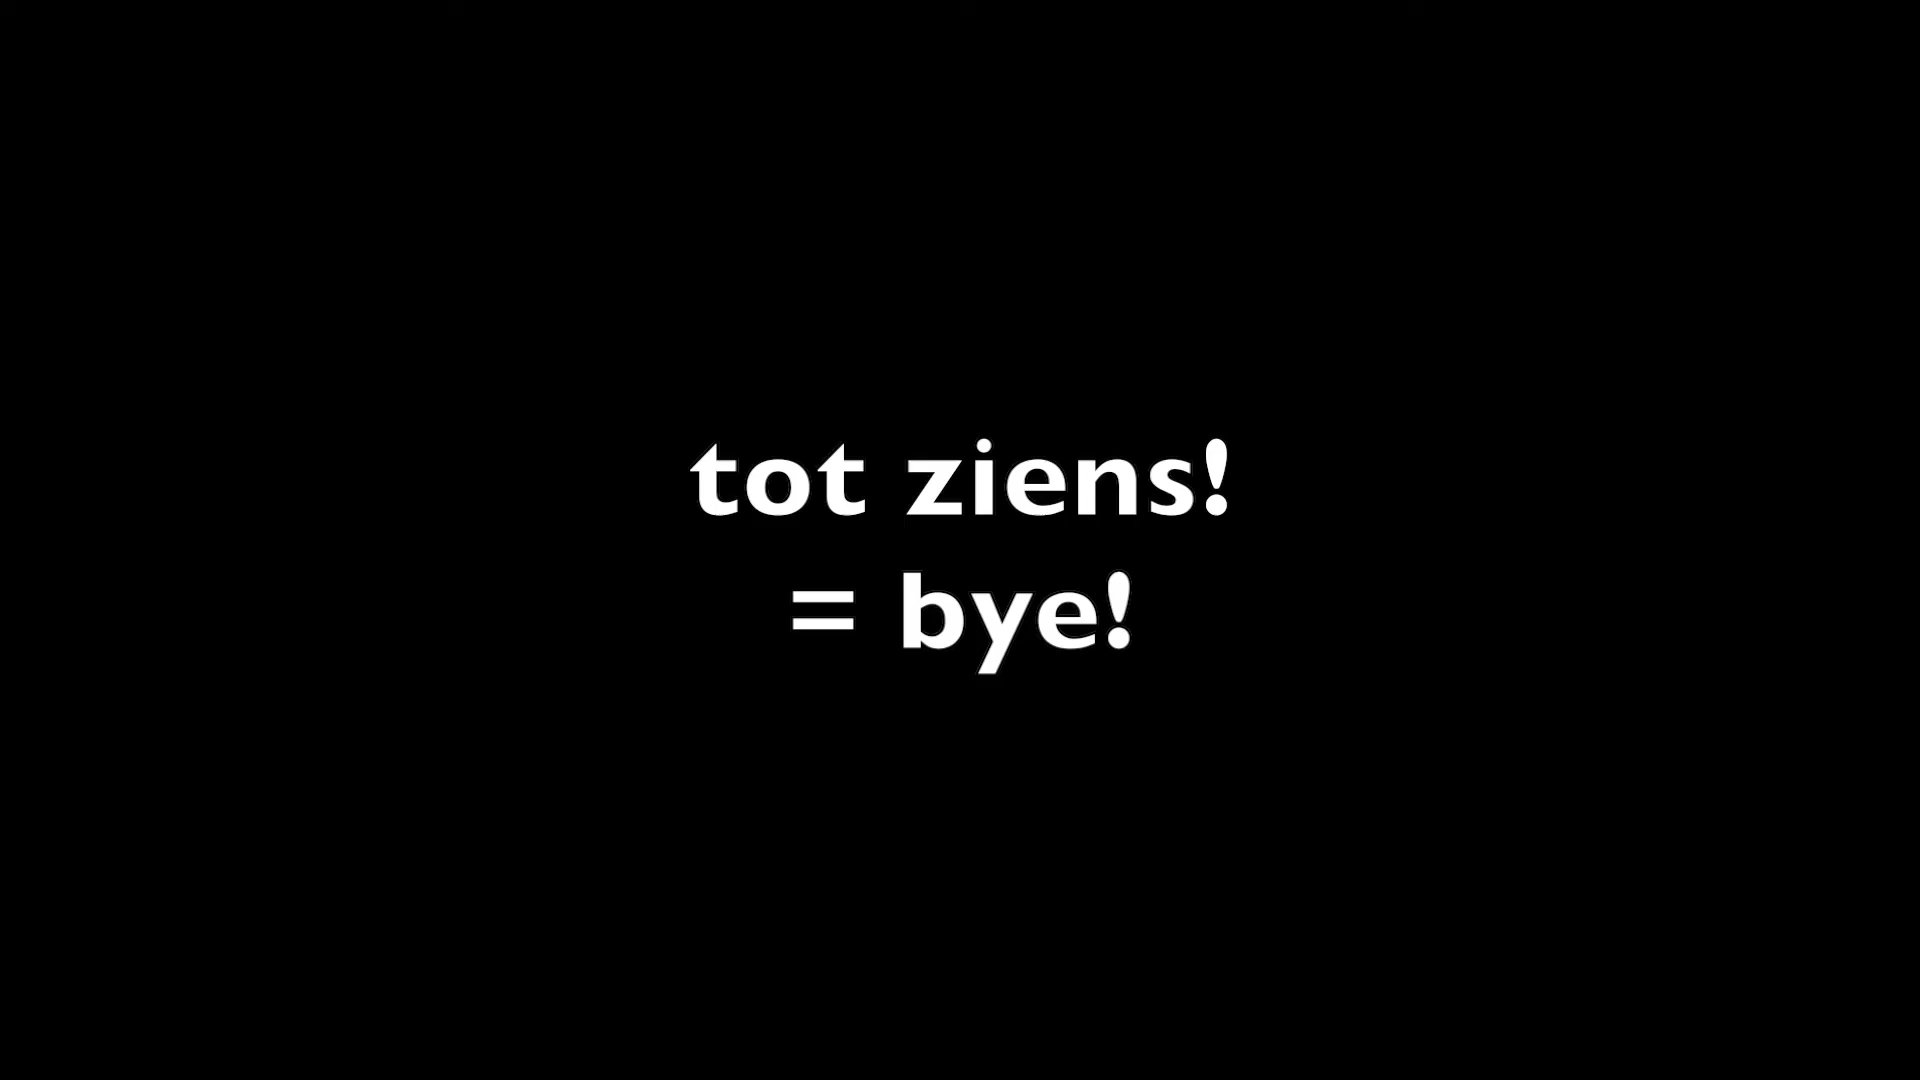 tot ziens!
= bye!